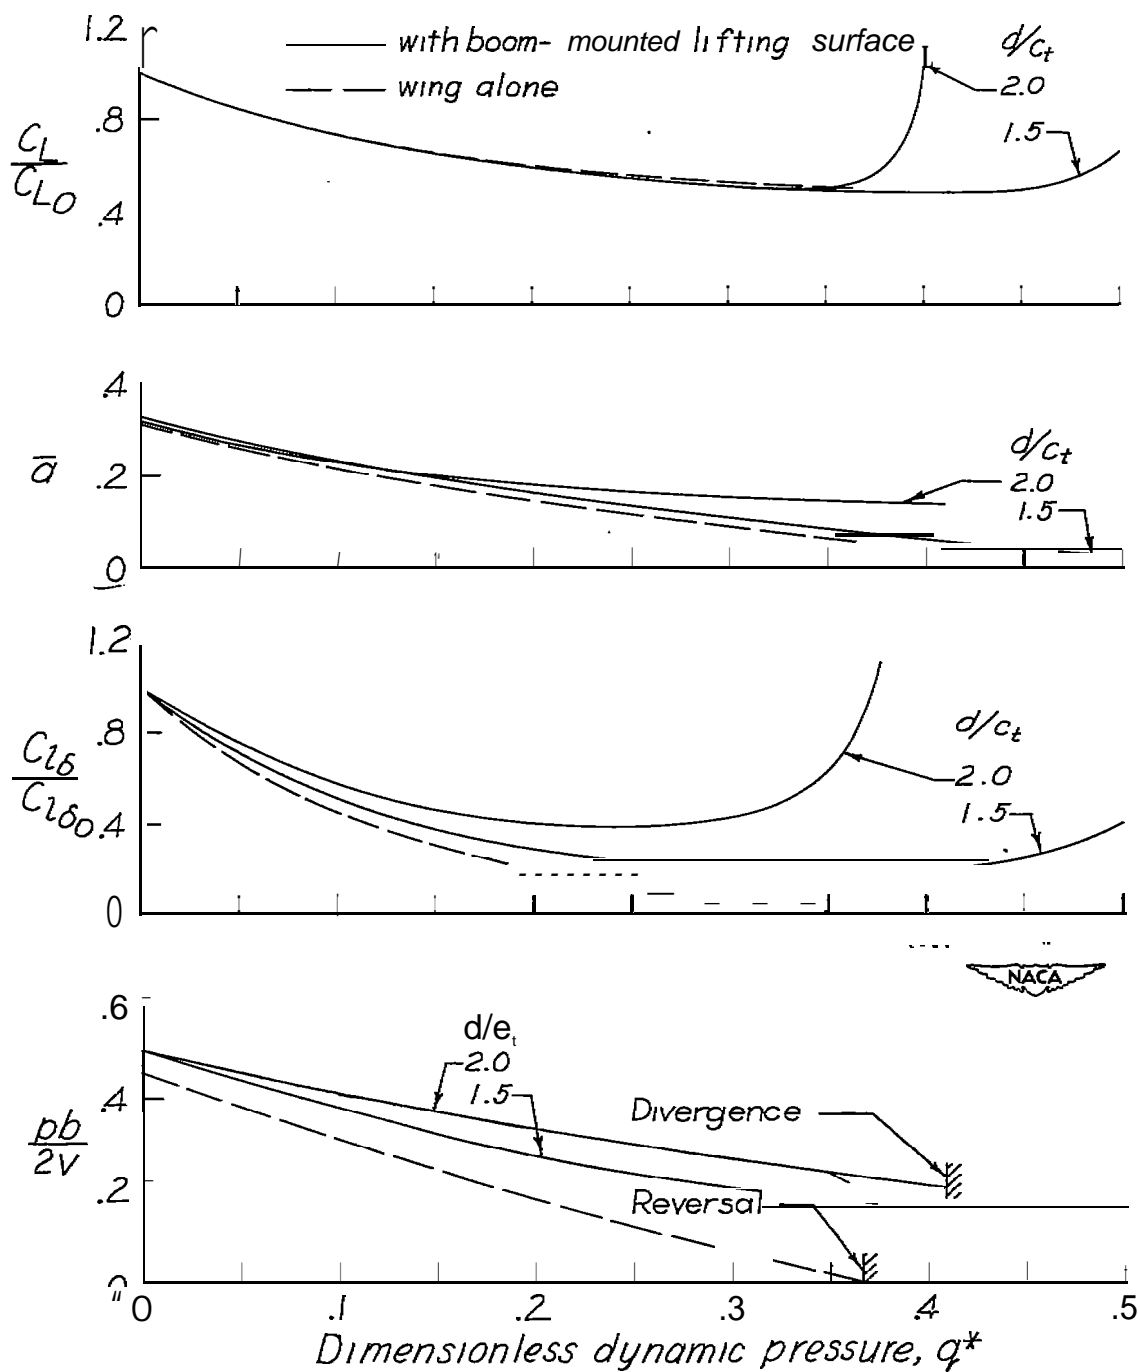 1.2
with boom- mounted lifting surface
d/ct
wing alone
2.0
.8
1.5
CL
CLO
.4
0
.4
d/ct
ā
.2
2.0
1.5
0
1.2
d/ct
.8
Clδ
Clδo
2.0
1.5
.4
0
NACA
.6
d/et
2.0
1.5
.4
Divergence
pb
2V
.2
Reversal
0
0 .1 .2 .3 .4 .5
Dimensionless dynamic pressure, q*